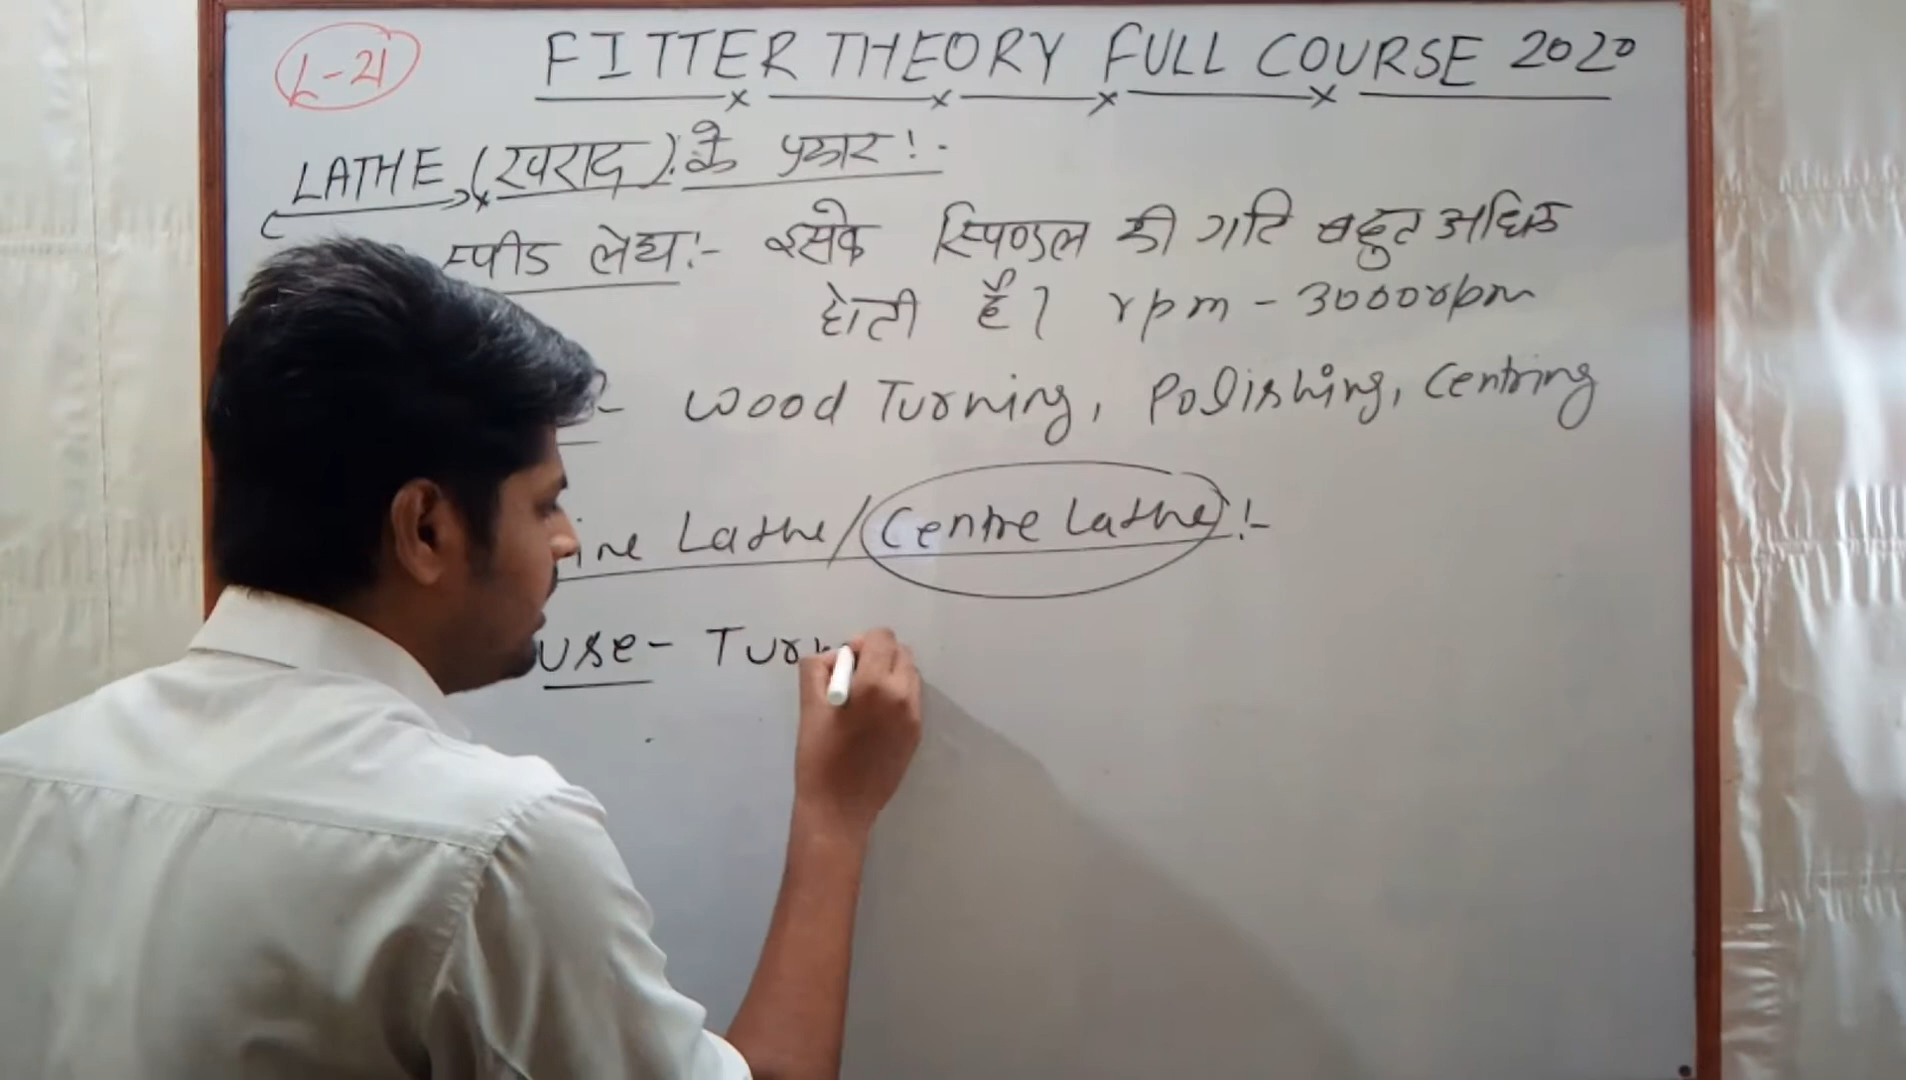 L-21
FITTER THEORY FULL COURSE 2020
LATHE (खराद) के प्रकार :-
स्पीड लेथ :- इसके स्पिण्डल की गति बहुत अधिक
होती है। rpm - 3000rpm
- Wood Turning, Polishing, Centring
ine Lathe/Centre Lathe :-
use- Turn